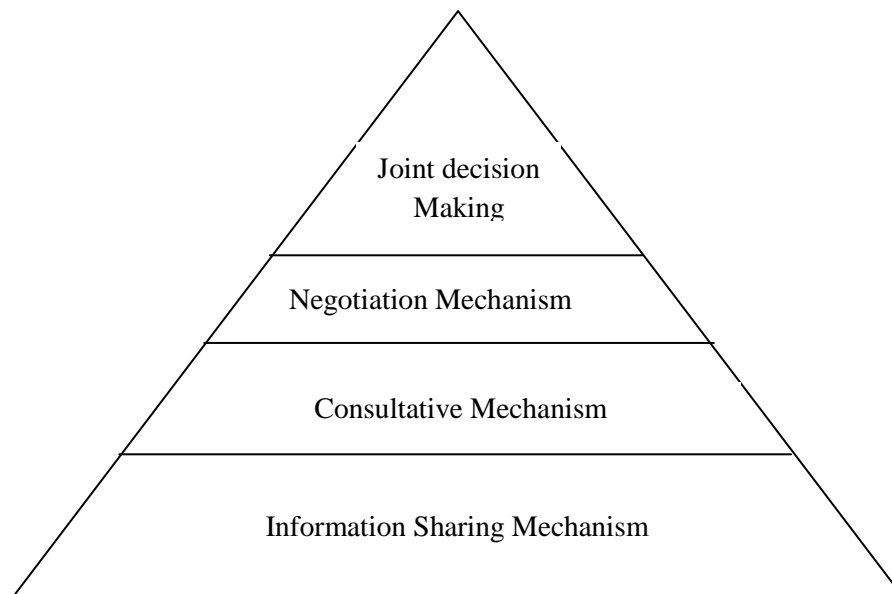 Joint decision
Making
Negotiation Mechanism
Consultative Mechanism
Information Sharing Mechanism